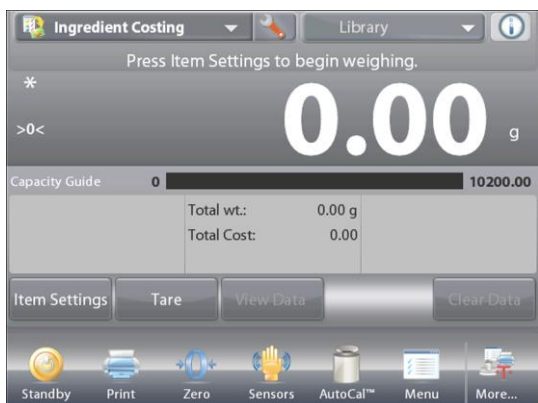 Ingredient Costing Library
Press Item Settings to begin weighing.
*
>0< 0.00 g
Capacity Guide 0 10200.00
Total wt.: 0.00 g
Total Cost: 0.00
Item Settings Tare View Data Clear Data
Standby Print Zero Sensors AutoCal™ Menu More...